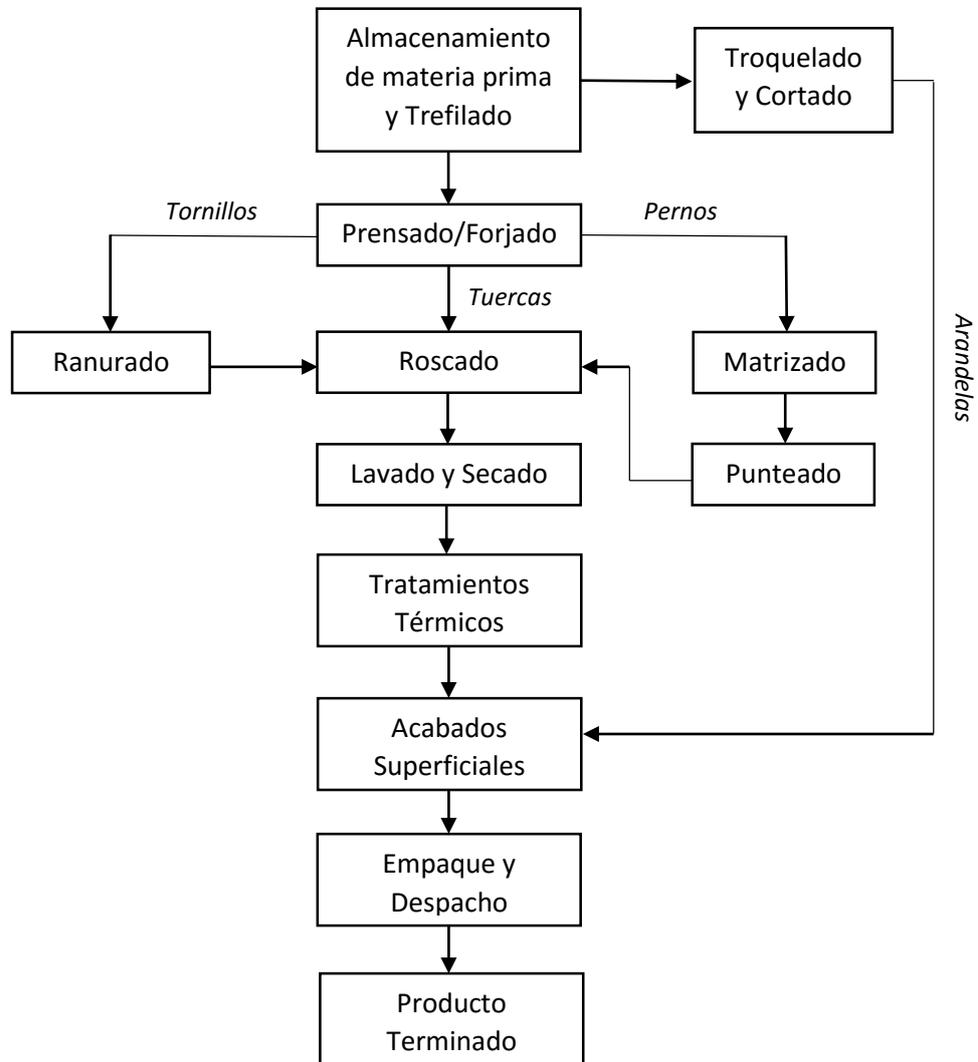 Almacenamiento
de materia prima
y Trefilado
Troquelado
y Cortado
Tornillos
Prensado/Forjado
Pernos
Tuercas
Arandelas
Ranurado
Roscado
Matrizado
Lavado y Secado
Punteado
Tratamientos
Térmicos
Acabados
Superficiales
Empaque y
Despacho
Producto
Terminado